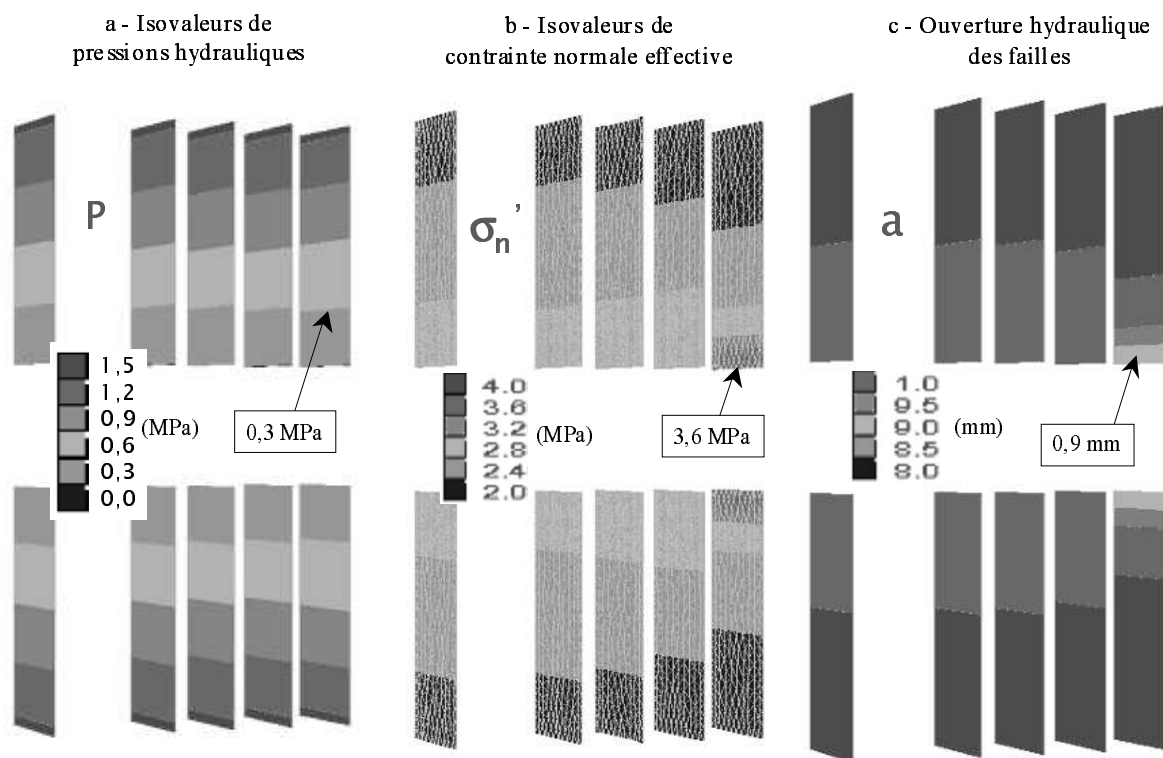 a - Isovaleurs de
pressions hydrauliques
b - Isovaleurs de
contrainte normale effective
c - Ouverture hydraulique
des failles
P
σn’
a
1,5
1,2
0,9
0,6
0,3
0,0
(MPa)
0,3 MPa
4.0
3.6
3.2
2.8
2.4
2.0
(MPa)
3,6 MPa
1.0
9.5
9.0
8.5
8.0
(mm)
0,9 mm